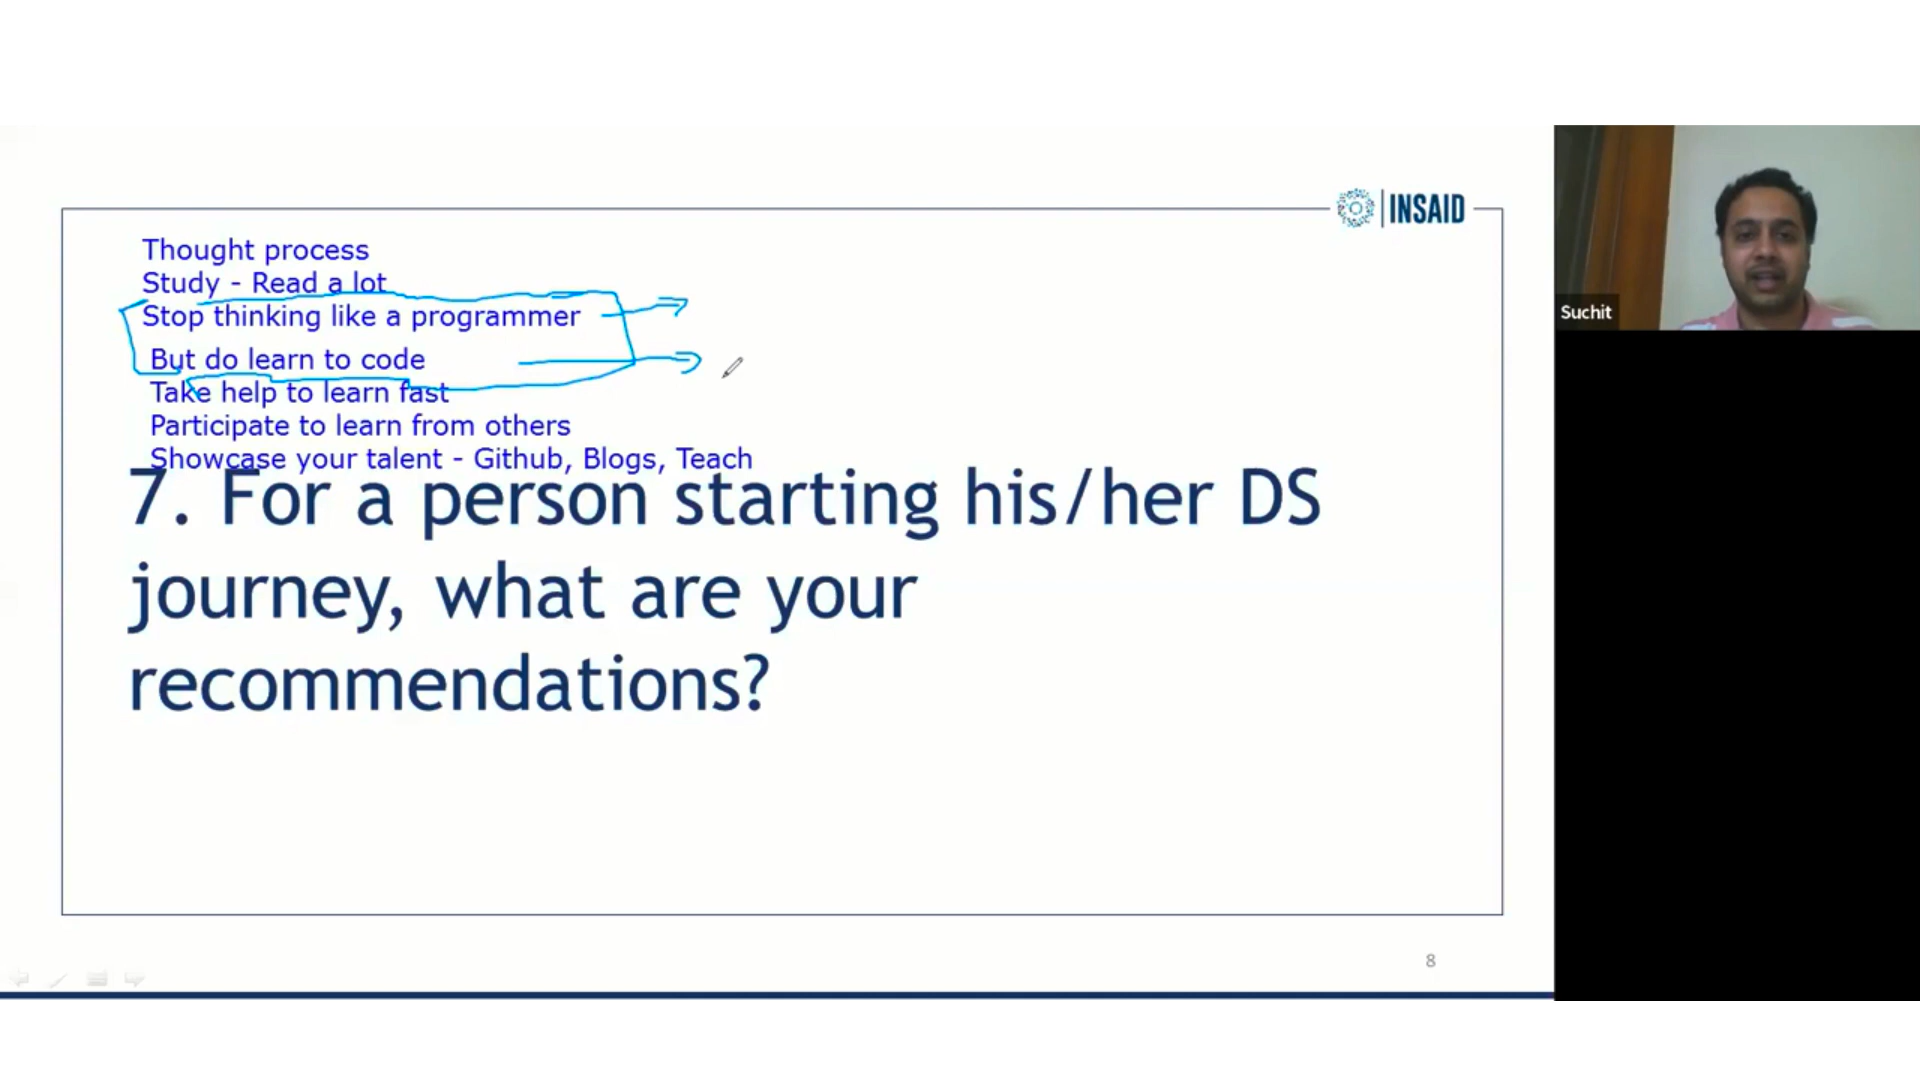 INSAID
Thought process
Study - Read a lot
Stop thinking like a programmer
But do learn to code
Take help to learn fast
Participate to learn from others
Showcase your talent - Github, Blogs, Teach
7. For a person starting his/her DS
journey, what are your
recommendations?
8
Suchit